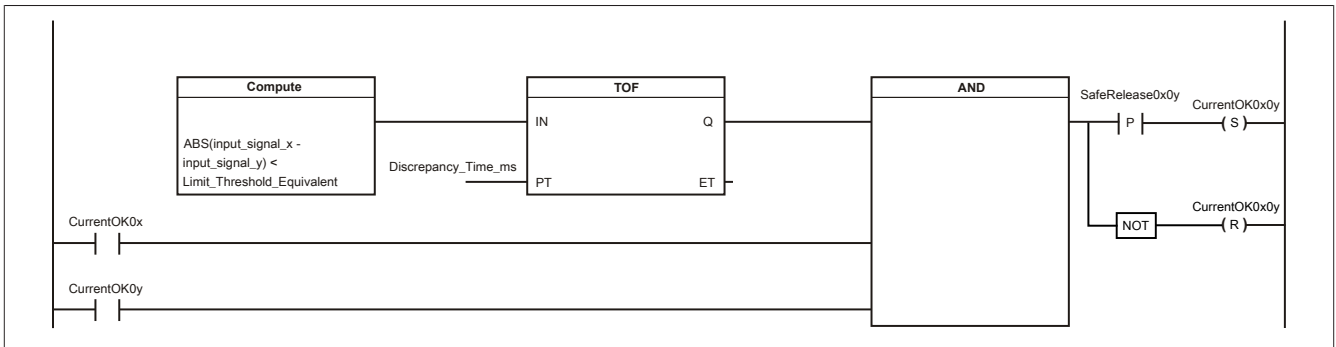 Compute
TOF
AND
SafeRelease0x0y
CurrentOK0x0y
IN
Q
P
( S )
ABS(input_signal_x -
input_signal_y) <
Limit_Threshold_Equivalent
Discrepancy_Time_ms
PT
ET
CurrentOK0x
CurrentOK0x0y
NOT
( R )
CurrentOK0y